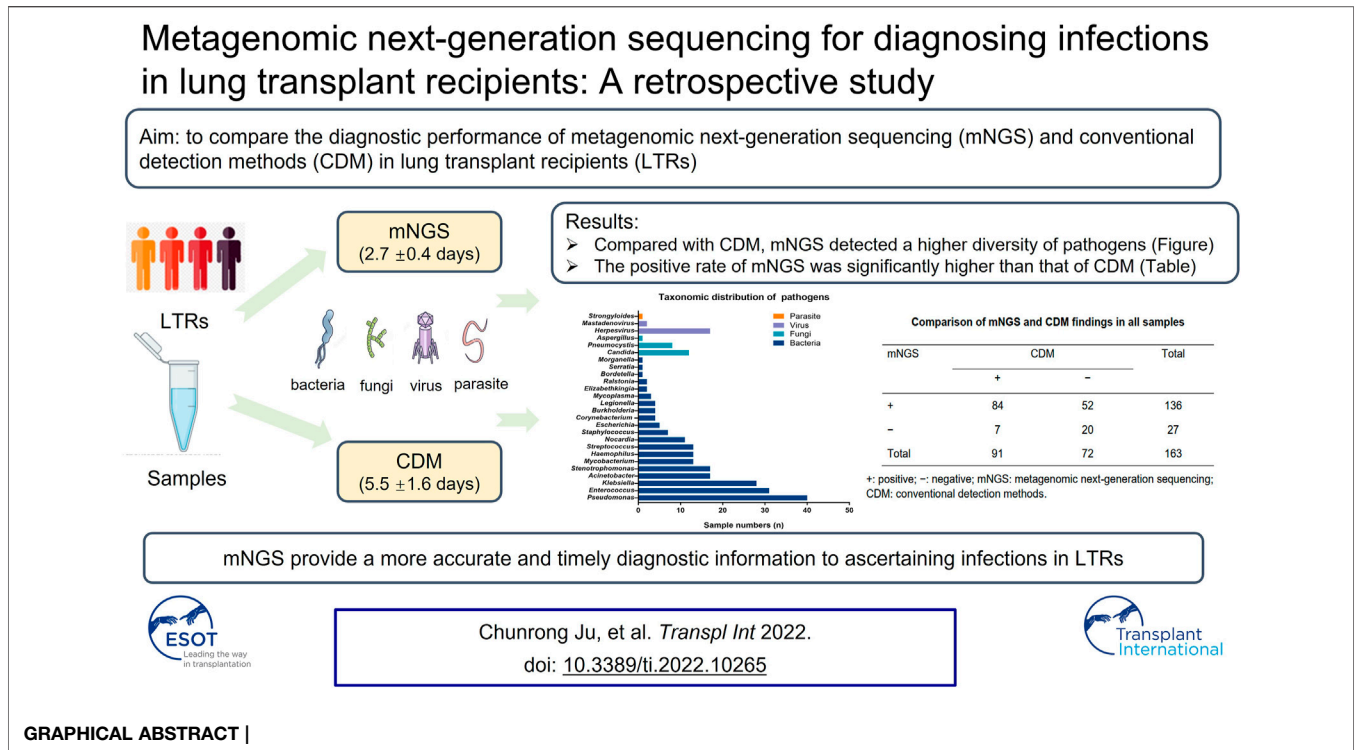 Metagenomic next-generation sequencing for diagnosing infections
in lung transplant recipients: A retrospective study
Aim: to compare the diagnostic performance of metagenomic next-generation sequencing (mNGS) and conventional
detection methods (CDM) in lung transplant recipients (LTRs)
LTRs
Samples
mNGS
(2.7 ±0.4 days)
bacteria fungi virus parasite
CDM
(5.5 ±1.6 days)
Results:
➢ Compared with CDM, mNGS detected a higher diversity of pathogens (Figure)
➢ The positive rate of mNGS was significantly higher than that of CDM (Table)
Taxonomic distribution of pathogens
Strongyloides
Mastadenovirus
Herpesvirus
Aspergillus
Pneumocystis
Candida
Morganella
Serratia
Bordetella
Ralstonia
Elizabethkingia
Mycoplasma
Legionella
Burkholderia
Corynebacterium
Escherichia
Staphylococcus
Nocardia
Streptococcus
Haemophilus
Mycobacterium
Stenotrophomonas
Acinetobacter
Klebsiella
Enterococcus
Pseudomonas
Parasite
Virus
Fungi
Bacteria
0 10 20 30 40 50
Sample numbers (n)
Comparison of mNGS and CDM findings in all samples
mNGS CDM Total
+ −
+ 84 52 136
− 7 20 27
Total 91 72 163
+: positive; −: negative; mNGS: metagenomic next-generation sequencing;
CDM: conventional detection methods.
mNGS provide a more accurate and timely diagnostic information to ascertaining infections in LTRs
ESOT
Leading the way
in transplantation
Chunrong Ju, et al. Transpl Int 2022.
doi: 10.3389/ti.2022.10265
Transplant
International
GRAPHICAL ABSTRACT |